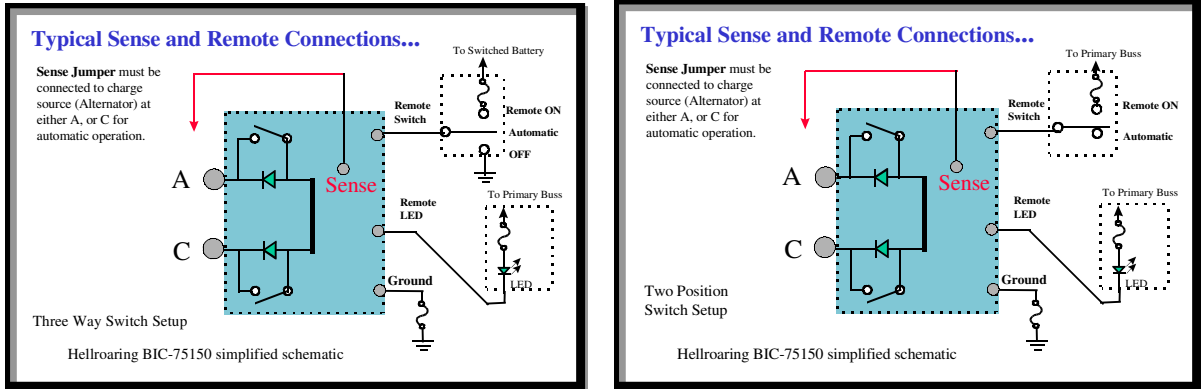 Typical Sense and Remote Connections...
To Switched Battery
Sense Jumper must be
connected to charge
source (Alternator) at
either A, or C for
automatic operation.
Remote
Switch
Remote ON
Automatic
OFF
A
Sense
To Primary Buss
Remote
LED
C
LED
Ground
Three Way Switch Setup
Hellroaring BIC-75150 simplified schematic
Typical Sense and Remote Connections...
To Primary Buss
Sense Jumper must be
connected to charge
source (Alternator) at
either A, or C for
automatic operation.
Remote
Switch
Remote ON
Automatic
A
Sense
To Primary Buss
Remote
LED
C
LED
Ground
Two Position
Switch Setup
Hellroaring BIC-75150 simplified schematic